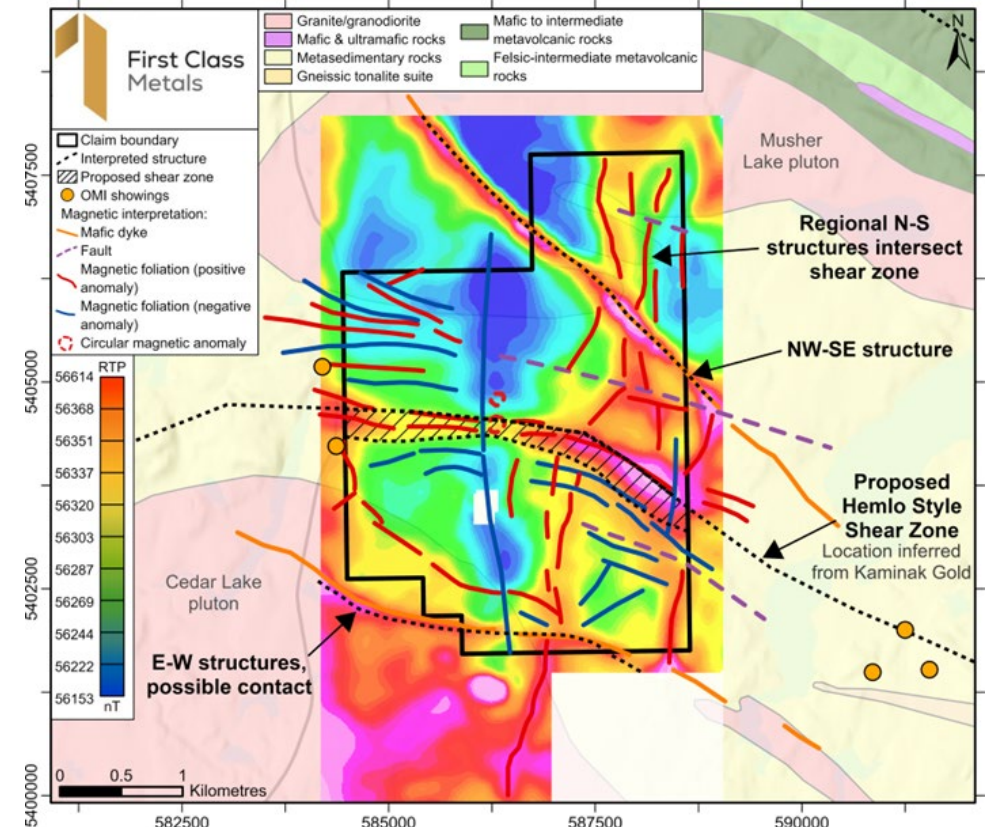 First Class
Metals
Granite/granodiorite
Mafic & ultramafic rocks
Metasedimentary rocks
Gneissic tonalite suite
Mafic to intermediate
metavolcanic rocks
Felsic-intermediate metavolcanic
rocks
N
Claim boundary
Interpreted structure
Proposed shear zone
OMI showings
Magnetic interpretation:
Mafic dyke
Fault
Magnetic foliation (positive
anomaly)
Magnetic foliation (negative
anomaly)
Circular magnetic anomaly
RTP
56614
56368
56351
56337
56320
56303
56287
56269
56244
56222
56153
nT
Musher
Lake pluton
Regional N-S
structures intersect
shear zone
NW-SE structure
Proposed
Hemlo Style
Shear Zone
Location inferred
from Kaminak Gold
Cedar Lake
pluton
E-W structures,
possible contact
0 0.5 1
Kilometres
5407500
5405000
5402500
5400000
582500 585000 587500 590000